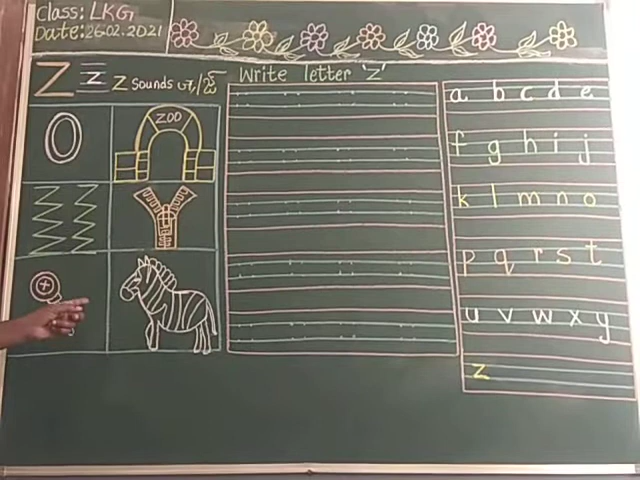 Class: LKG
Date: 26.02.2021
Z z Z Sounds
Write letter 'z'
ZOO
a b c d e
f g h i j
k l m n o
p q r s t
u v w x y
z